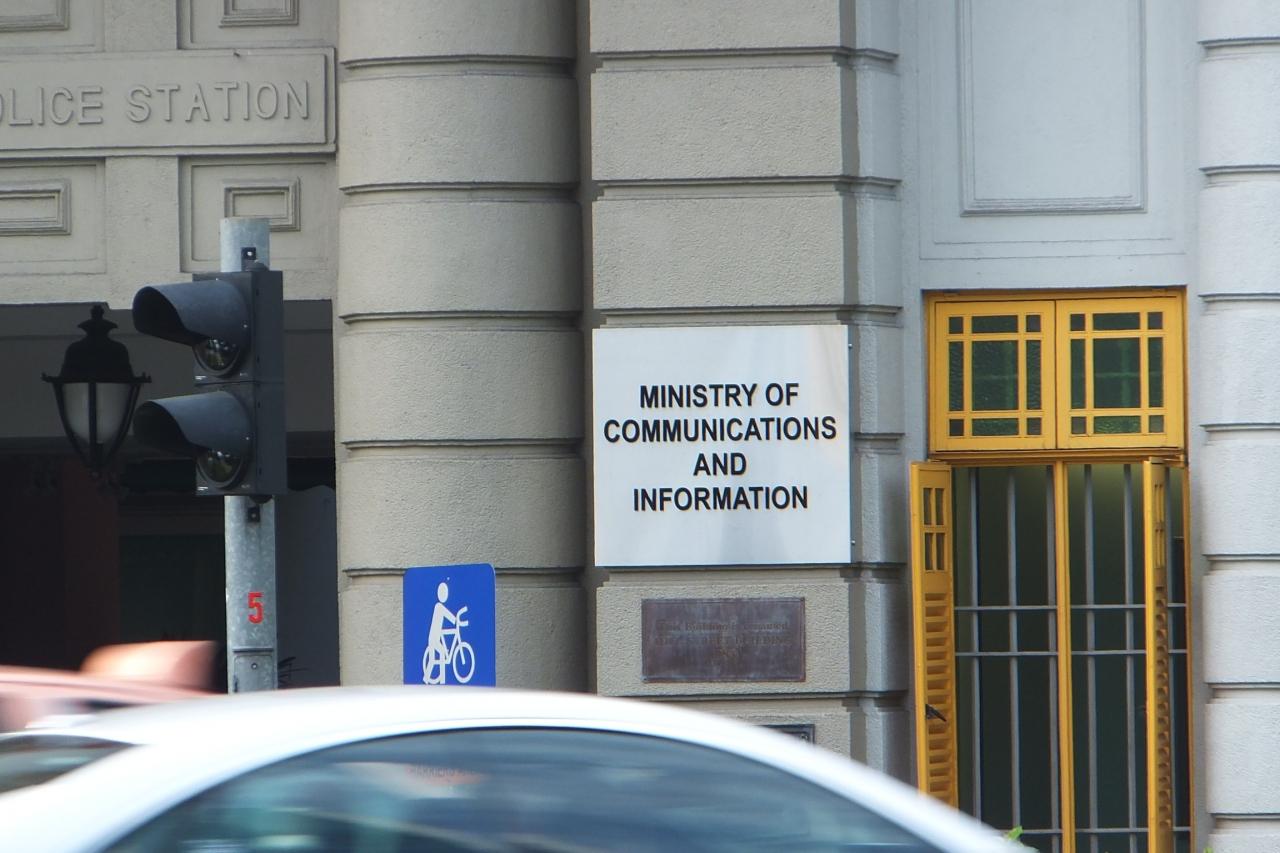 OLICE STATION
MINISTRY OF
COMMUNICATIONS
AND
INFORMATION
5